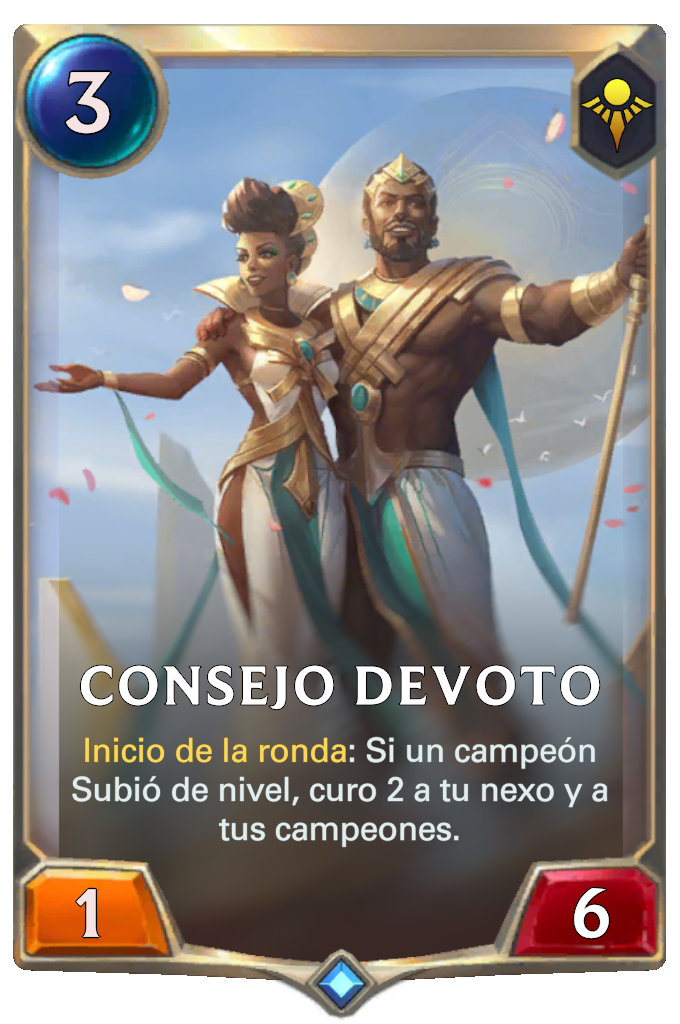 3
CONSEJO DEVOTO
Inicio de la ronda: Si un campeón
Subió de nivel, curo 2 a tu nexo y a
tus campeones.
1
6